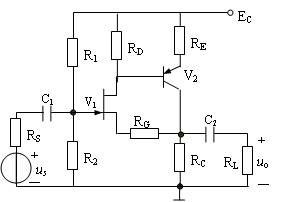 E_C
R_1
R_D
R_E
V_2
C_1
V_1
R_G
C_2
R_S
R_2
R_C
R_L
+
u_o
+
u_s
−
−